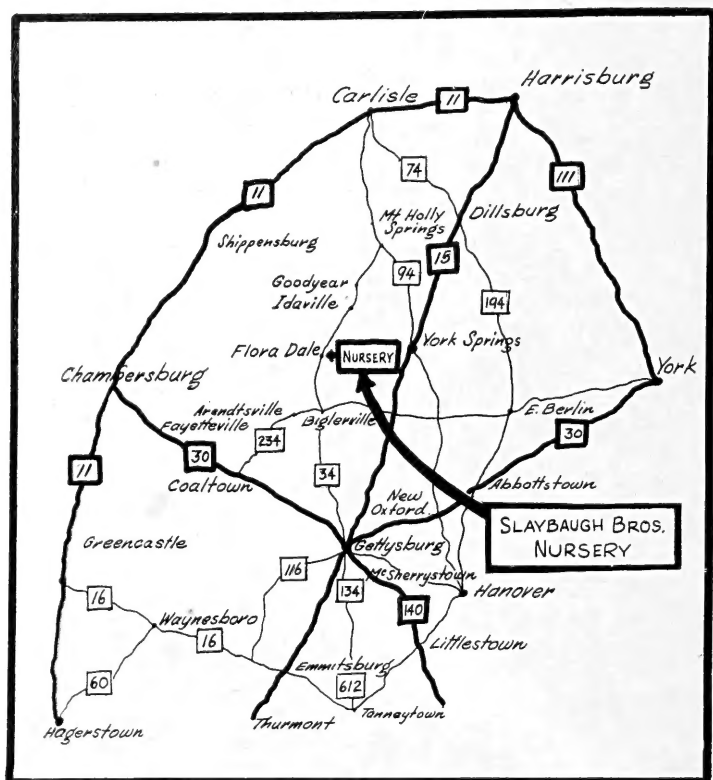 Harrisburg
Carlisle
11
11
74
111
Mt Holly
Springs
Dillsburg
Shippensburg
15
94
Goodyear
Idaville
194
Flora Dale
NURSERY
York Springs
Chambersburg
York
Arendtsville
Fayetteville
Biglerville
E. Berlin
234
30
30
34
Coaltown
Abbottstown
11
New
Oxford.
SLAYBAUGH BROS.
NURSERY
Gettysburg
Greencastle
116
McSherrystown
134
Hanover
16
140
Waynesboro
16
Littlestown
Emmitsburg
60
612
Hagerstown
Thurmont
Tonneytown